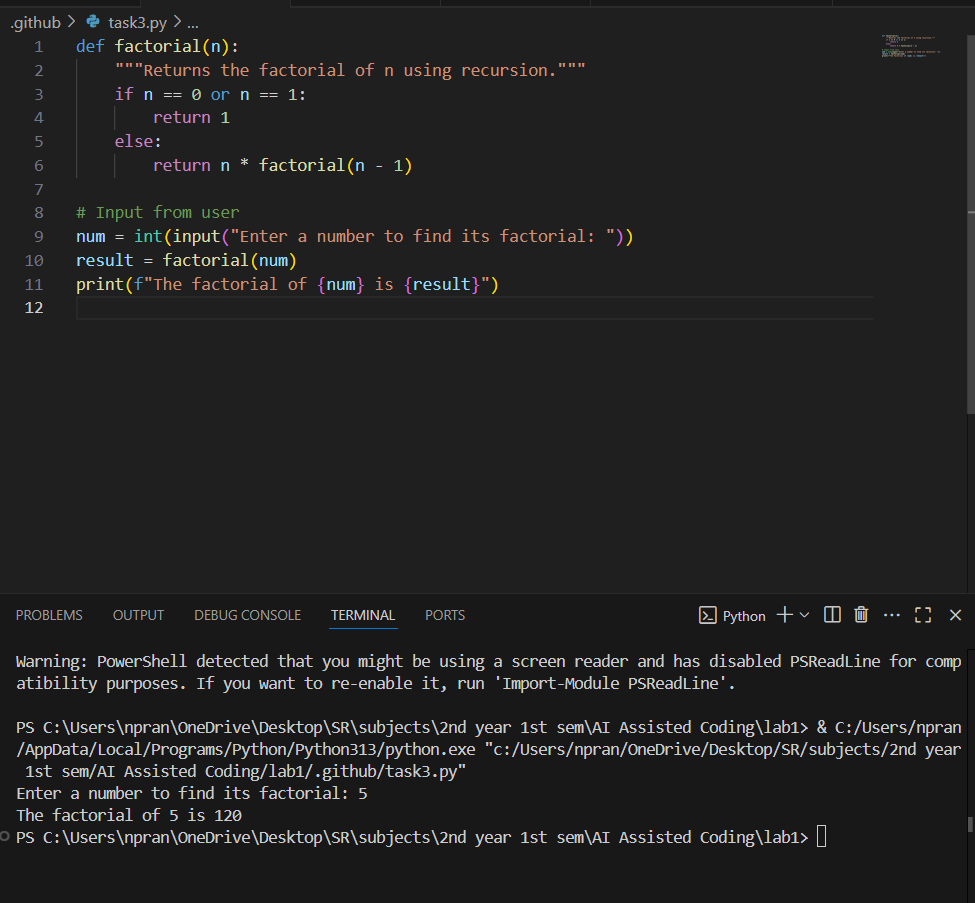 .github > task3.py > ...
1 def factorial(n):
2     """Returns the factorial of n using recursion."""
3     if n == 0 or n == 1:
4         return 1
5     else:
6         return n * factorial(n - 1)
7
8 # Input from user
9 num = int(input("Enter a number to find its factorial: "))
10 result = factorial(num)
11 print(f"The factorial of {num} is {result}")
12
PROBLEMS OUTPUT DEBUG CONSOLE TERMINAL PORTS Python
Warning: PowerShell detected that you might be using a screen reader and has disabled PSReadLine for comp
atibility purposes. If you want to re-enable it, run 'Import-Module PSReadLine'.
PS C:\Users\npran\OneDrive\Desktop\SR\subjects\2nd year 1st sem\AI Assisted Coding\lab1> & C:/Users/npran
/AppData/Local/Programs/Python/Python313/python.exe "c:/Users/npran/OneDrive/Desktop/SR/subjects/2nd year
 1st sem/AI Assisted Coding/lab1/.github/task3.py"
Enter a number to find its factorial: 5
The factorial of 5 is 120
PS C:\Users\npran\OneDrive\Desktop\SR\subjects\2nd year 1st sem\AI Assisted Coding\lab1>